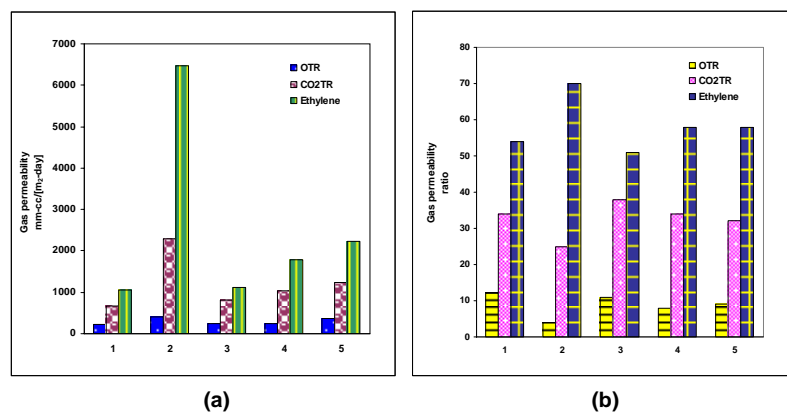 7000
6000
5000
4000
3000
2000
1000
0
Gas permeability
mm-cc/[m2-day]
OTR
CO2TR
Ethylene
1 2 3 4 5
(a)
80
70
60
50
40
30
20
10
0
Gas permeability
ratio
OTR
CO2TR
Ethylene
1 2 3 4 5
(b)